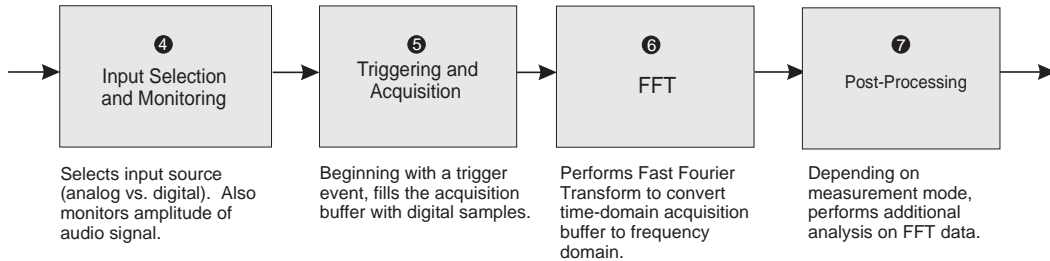 ❹
Input Selection
and Monitoring
❺
Triggering and
Acquisition
❻
FFT
❼
Post-Processing
Selects input source
(analog vs. digital).  Also
monitors amplitude of
audio signal.
Beginning with a trigger
event, fills the acquisition
buffer with digital samples.
Performs Fast Fourier
Transform to convert
time-domain acquisition
buffer to frequency
domain.
Depending on
measurement mode,
performs additional
analysis on FFT data.